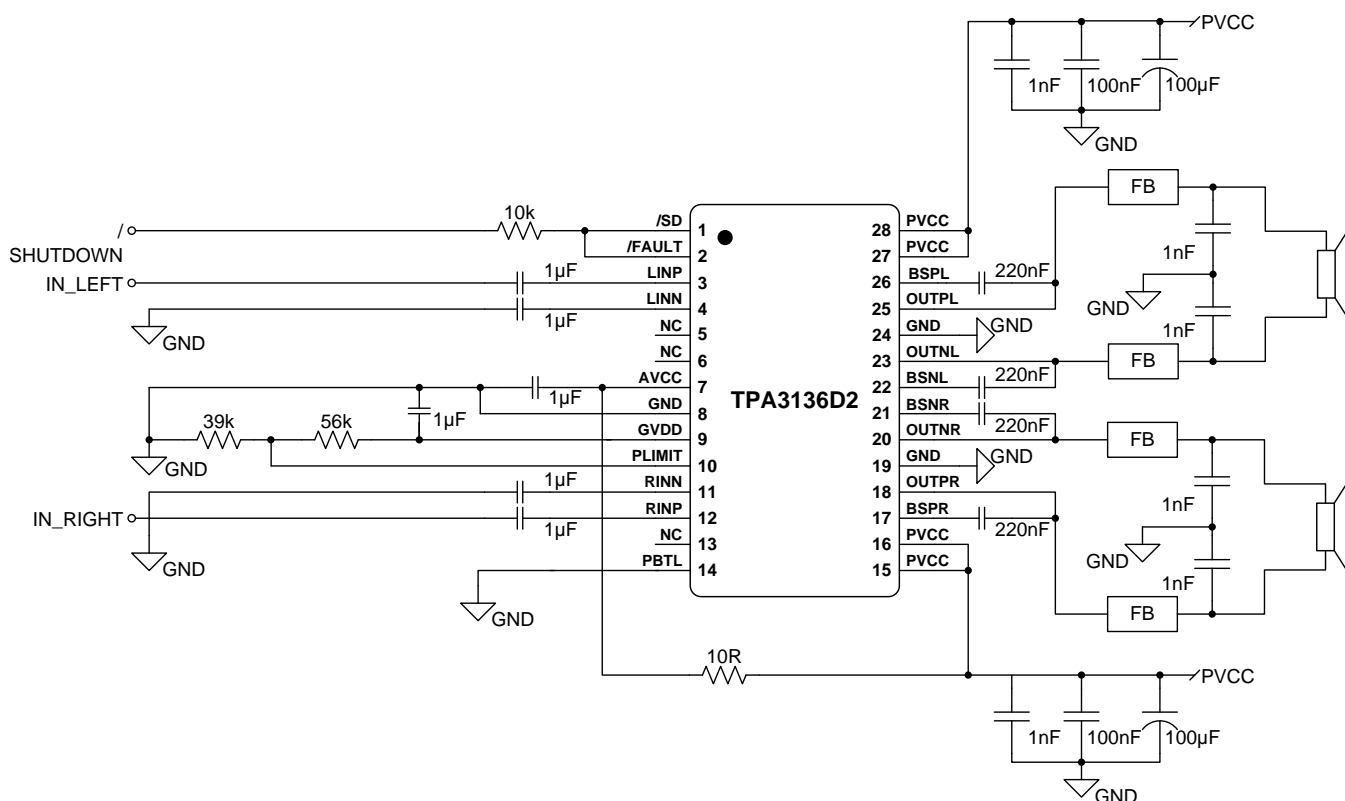 PVCC
1nF
100nF
100µF
GND
FB
1nF
GND
1nF
FB
/
SHUTDOWN
10k
IN_LEFT
1µF
1µF
GND
39k
56k
1µF
1µF
GND
1µF
1µF
IN_RIGHT
GND
GND
/SD
1
/FAULT
2
LINP
3
LINN
4
NC
5
NC
6
AVCC
7
GND
8
GVDD
9
PLIMIT
10
RINN
11
RINP
12
NC
13
PBTL
14
TPA3136D2
28
PVCC
27
PVCC
26
BSPL
220nF
25
OUTPL
24
GND
GND
23
OUTNL
22
BSNL
220nF
21
BSNR
220nF
20
OUTNR
19
GND
GND
18
OUTPR
17
BSPR
220nF
16
PVCC
15
PVCC
FB
1nF
GND
1nF
FB
10R
PVCC
1nF
100nF
100µF
GND